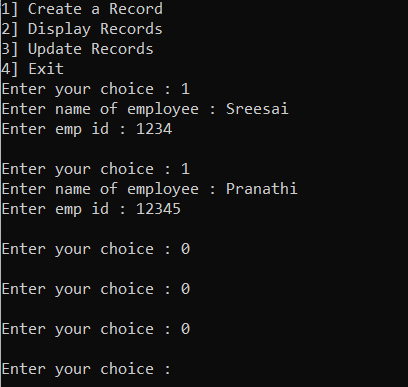 1] Create a Record
2] Display Records
3] Update Records
4] Exit
Enter your choice : 1
Enter name of employee : Sreesai
Enter emp id : 1234
Enter your choice : 1
Enter name of employee : Pranathi
Enter emp id : 12345
Enter your choice : 0
Enter your choice : 0
Enter your choice : 0
Enter your choice :